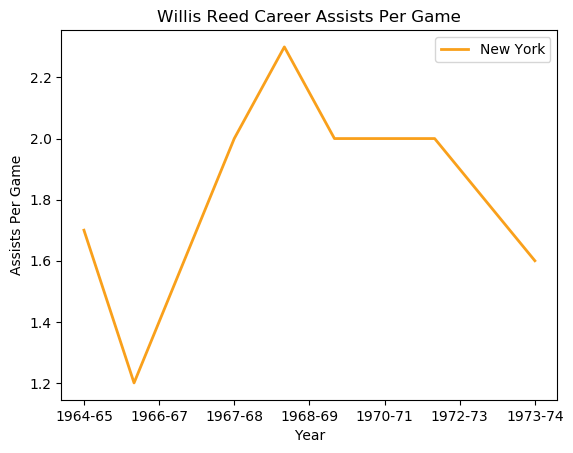 Willis Reed Career Assists Per Game
New York
Assists Per Game
2.2
2.0
1.8
1.6
1.4
1.2
1964-65 1966-67 1967-68 1968-69 1970-71 1972-73 1973-74
Year